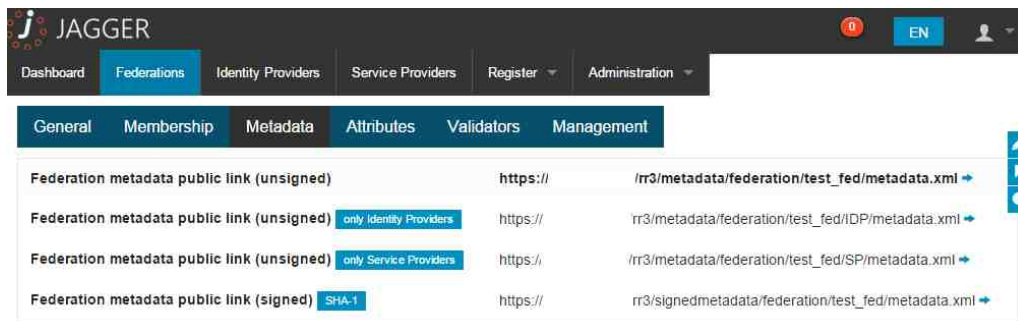 JAGGER
0 EN
Dashboard Federations Identity Providers Service Providers Register Administration
General Membership Metadata Attributes Validators Management
Federation metadata public link (unsigned) https:// /rr3/metadata/federation/test_fed/metadata.xml
Federation metadata public link (unsigned) only Identity Providers https:/ rr3/metadata/federation/test_fed/IDP/metadata.xml
Federation metadata public link (unsigned) only Service Providers https:/ /rr3/metadata/federation/test_fed/SP/metadata.xml
Federation metadata public link (signed) SHA-1 https:// rr3/signedmetadata/federation/test_fed/metadata.xml